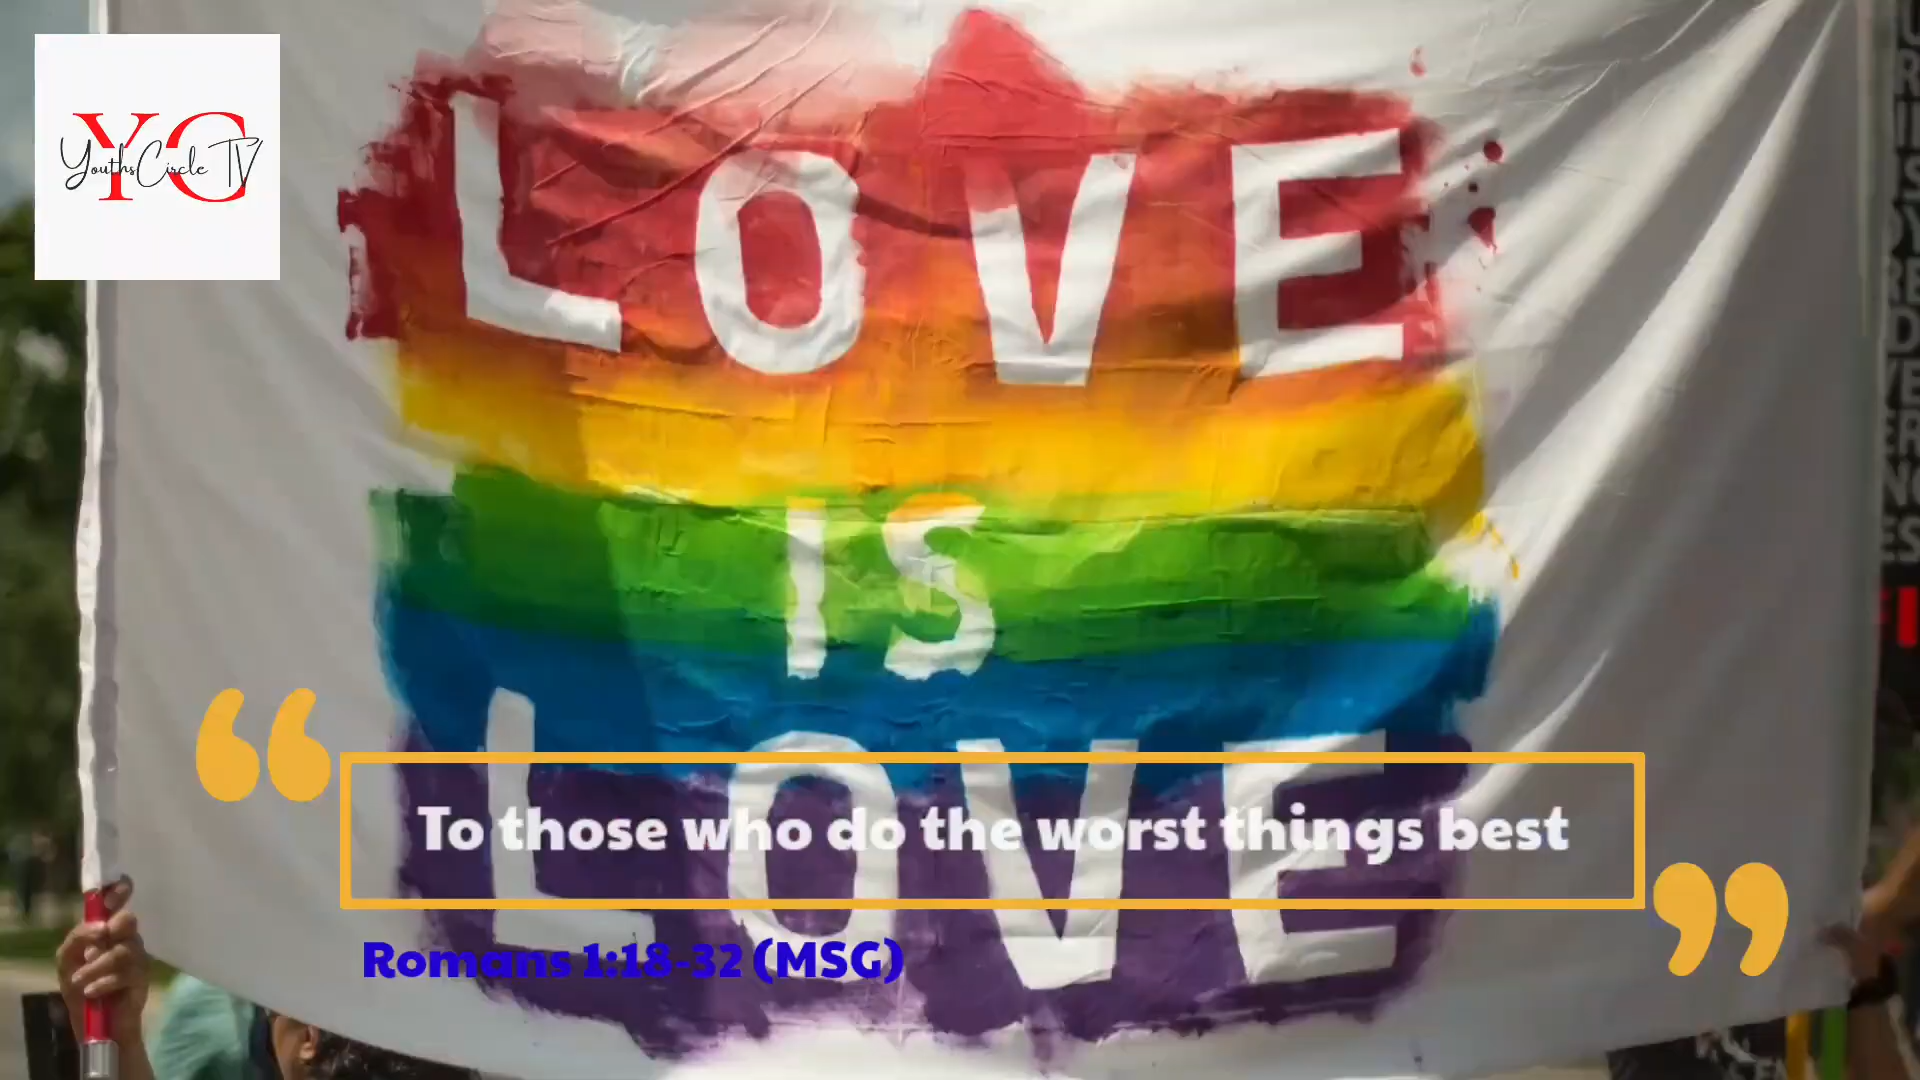 YC
YouthsCircle TV
LOVE
IS
LOVE
To those who do the worst things best
Romans 1:18-32 (MSG)